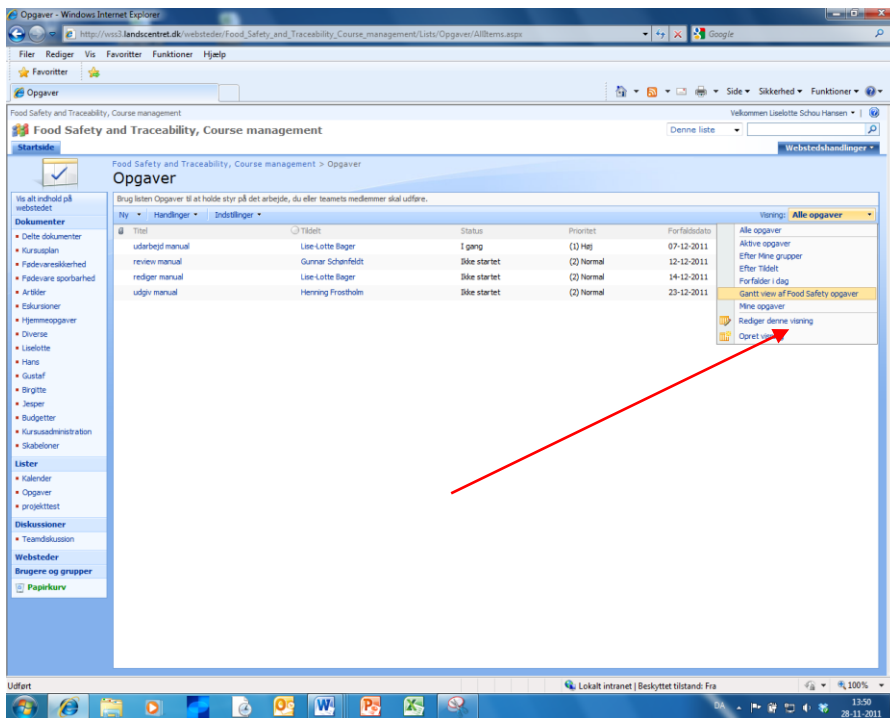 Opgaver - Windows Internet Explorer
http://wss3.landscentret.dk/websteder/Food_Safety_and_Traceability_Course_management/Lists/Opgaver/AllItems.aspx
Google
Filer Rediger Vis Favoritter Funktioner Hjælp
Favoritter
Opgaver
Side Sikkerhed Funktioner
Food Safety and Traceability, Course management
Velkommen Liselotte Schou Hansen
Food Safety and Traceability, Course management
Denne liste
Startside
Webstedshandlinger
Food Safety and Traceability, Course management > Opgaver
Opgaver
Vis alt indhold på webstedet
Brug listen Opgaver til at holde styr på det arbejde, du eller teamets medlemmer skal udføre.
Ny Handlinger Indstillinger
Visning: Alle opgaver
Titel Tildelt Status Prioritet Forfaldsdato
udarbejd manual Lise-Lotte Bager I gang (1) Høj 07-12-2011
review manual Gunnar Schønfeldt Ikke startet (2) Normal 12-12-2011
rediger manual Lise-Lotte Bager Ikke startet (2) Normal 14-12-2011
udgiv manual Henning Frostholm Ikke startet (2) Normal 23-12-2011
Alle opgaver
Aktive opgaver
Efter Mine grupper
Efter Tildelt
Forfalder i dag
Gantt view af Food Safety opgaver
Mine opgaver
Rediger denne visning
Opret
Dokumenter
Delte dokumenter
Kursusplan
Fødevaresikkerhed
Fødevare sporbarhed
Artikler
Eskursioner
Hjemmeopgaver
Diverse
Liselotte
Hans
Gustaf
Birgitte
Jesper
Budgetter
Kursusadministration
Skabeloner
Lister
Kalender
Opgaver
projekttest
Diskussioner
Teamdiskussion
Websteder
Brugere og grupper
Papirkurv
Udført
Lokalt intranet | Beskyttet tilstand: Fra
100%
DA
13:50
28-11-2011